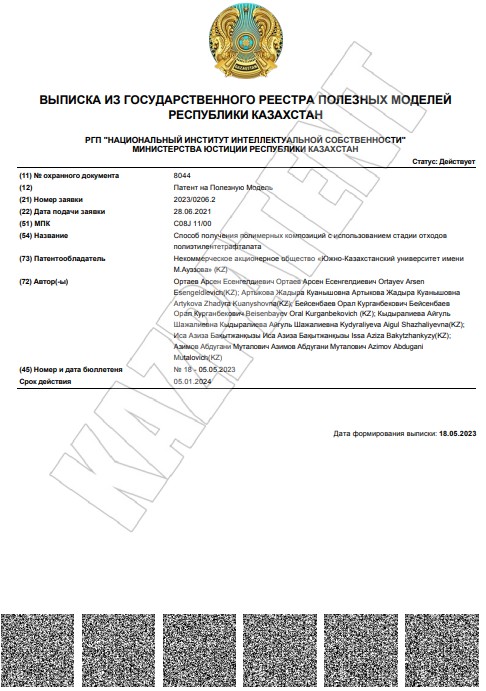 ҚАЗАҚСТАН
ВЫПИСКА ИЗ ГОСУДАРСТВЕННОГО РЕЕСТРА ПОЛЕЗНЫХ МОДЕЛЕЙ
РЕСПУБЛИКИ КАЗАХСТАН
РГП "НАЦИОНАЛЬНЫЙ ИНСТИТУТ ИНТЕЛЛЕКТУАЛЬНОЙ СОБСТВЕННОСТИ"
МИНИСТЕРСТВА ЮСТИЦИИ РЕСПУБЛИКИ КАЗАХСТАН
Статус: Действует
(11) № охранного документа 8044
(12) Патент на Полезную Модель
(21) Номер заявки 2023/0206.2
(22) Дата подачи заявки 28.06.2021
(51) МПК C08J 11/00
(54) Название Способ получения полимерных композиций с использованием стадии отходов
полиэтилентетрафталата
(73) Патентообладатель Некоммерческое акционерное общество «Южно-Казахстанский университет имени
М.Ауэзова» (KZ)
(72) Автор(-ы) Ортаев Арсен Есенгелдиевич Ортаев Арсен Есенгелдиевич Ortayev Arsen
Esengeldievich(KZ); Артыкова Жадыра Куанышовна Артыкова Жадыра Куанышовна
Artykova Zhadyra Kuanyshovna(KZ); Бейсенбаев Орал Курганбекович Бейсенбаев
Орал Курганбекович Beisenbayev Oral Kurganbekovich (KZ); Кыдыралиева Айгуль
Шажалиевна Кыдыралиева Айгуль Шажалиевна Kydyraliyeva Aigul Shazhaliyevna(KZ);
Иса Азиза Бақытжанқызы Иса Азиза Бақытжанқызы Issa Aziza Bakytzhankyzy(KZ);
Азимов Абдугани Муталович Азимов Абдугани Муталович Azimov Abdugani
Mutalovich(KZ)
(45) Номер и дата бюллетеня № 18 - 05.05.2023
Срок действия 05.01.2024
Дата формирования выписки: 18.05.2023
KAZPATENT